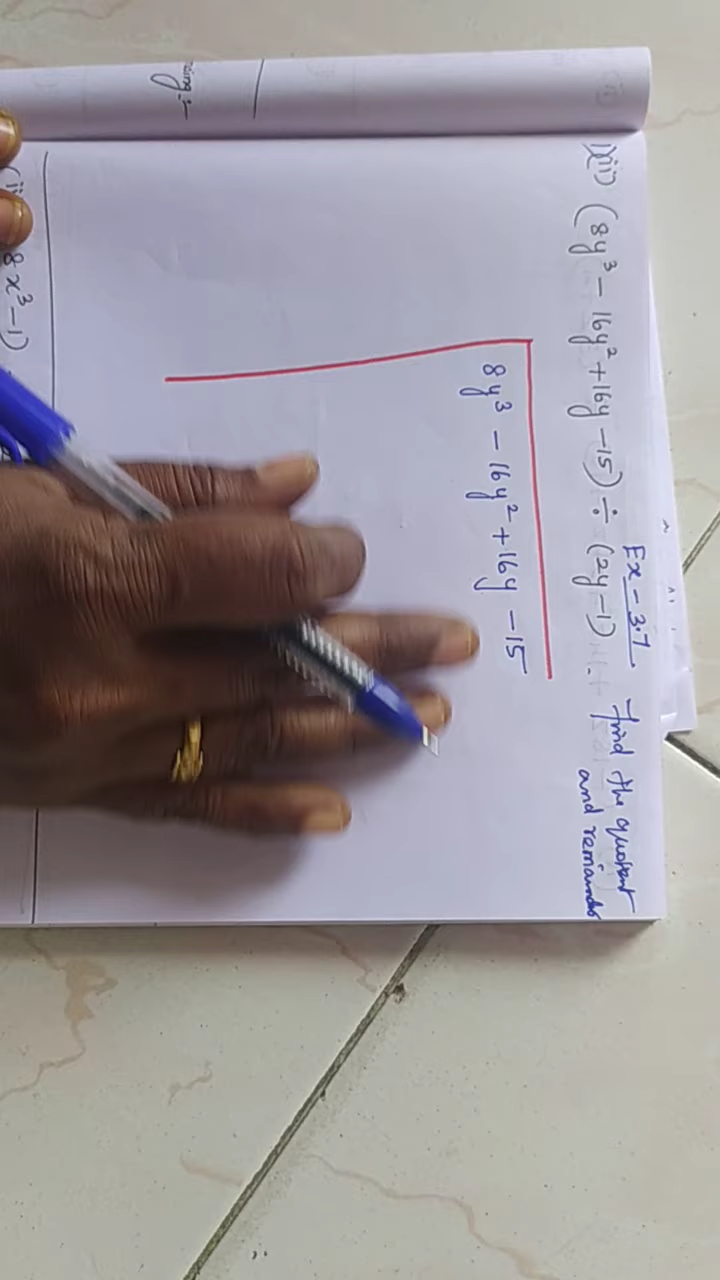 Ex - 3.7 find the quotient
and remainder
(8y³ - 16y² + 16y - 15) ÷ (2y - 1)
8y³ - 16y² + 16y - 15
8x³ - 1)